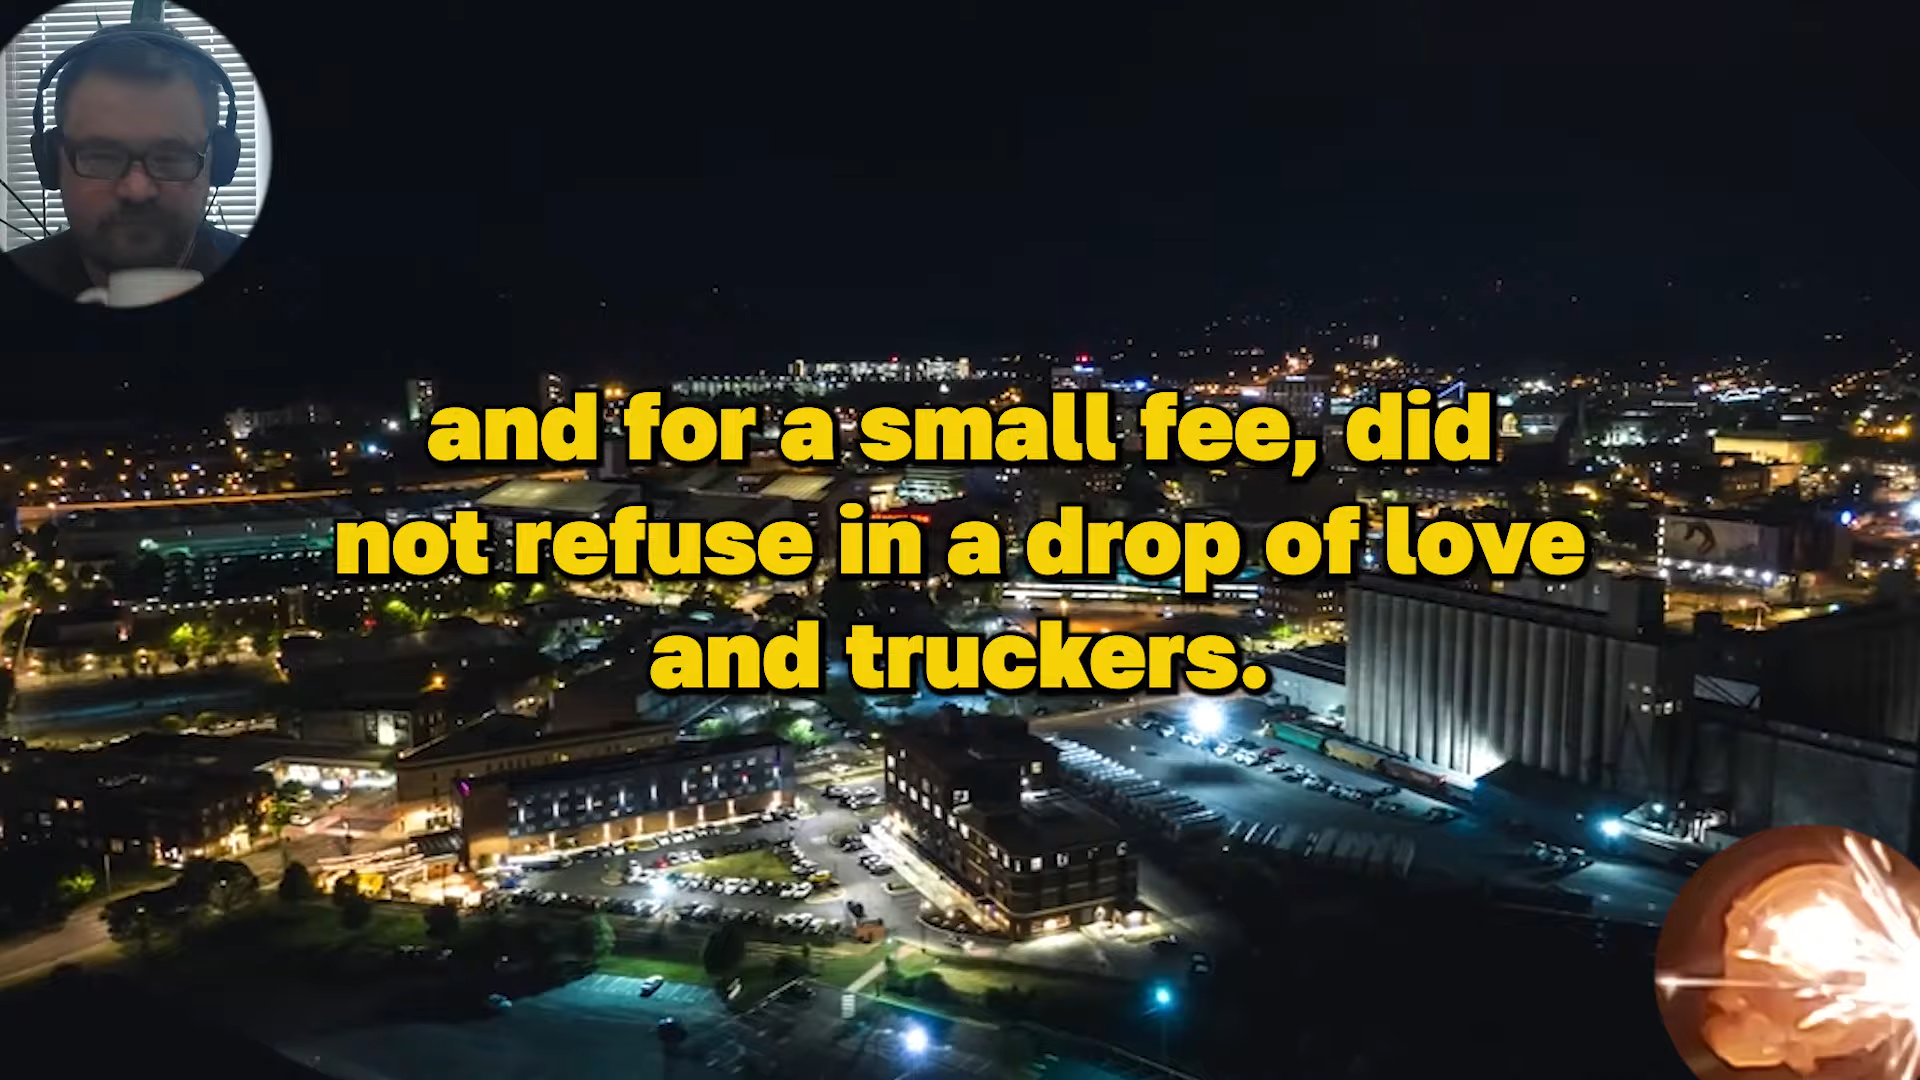 and for a small fee, did
not refuse in a drop of love
and truckers.